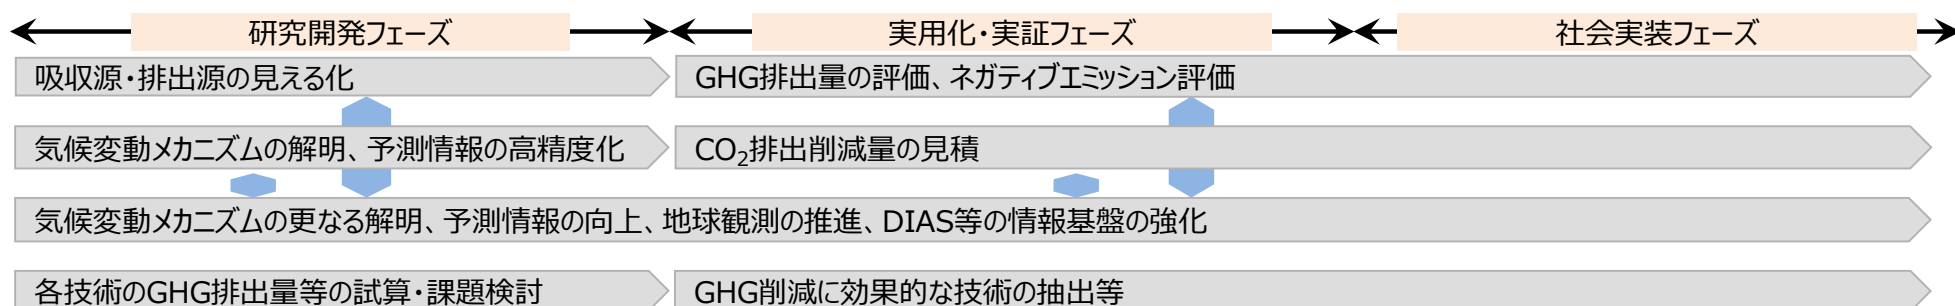 研究開発フェーズ
実用化・実証フェーズ
社会実装フェーズ
吸収源・排出源の見える化
GHG排出量の評価、ネガティブエミッション評価
気候変動メカニズムの解明、予測情報の高精度化
CO₂排出削減量の見積
気候変動メカニズムの更なる解明、予測情報の向上、地球観測の推進、DIAS等の情報基盤の強化
各技術のGHG排出量等の試算・課題検討
GHG削減に効果的な技術の抽出等